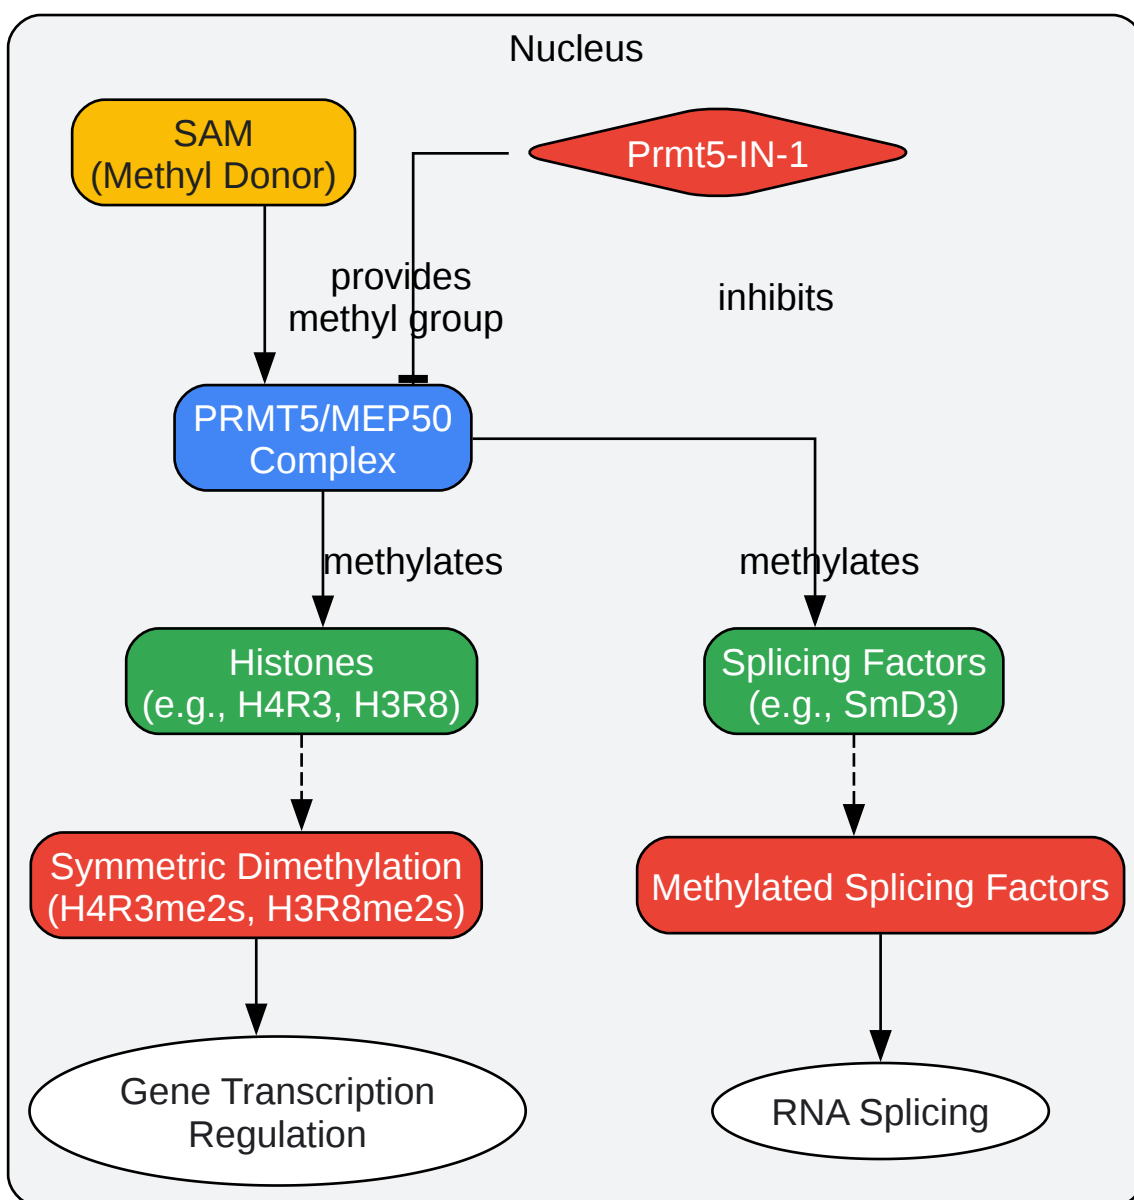 Nucleus
SAM
(Methyl Donor)
Prmt5-IN-1
provides
methyl group
inhibits
PRMT5/MEP50
Complex
methylates
methylates
Histones
(e.g., H4R3, H3R8)
Splicing Factors
(e.g., SmD3)
Symmetric Dimethylation
(H4R3me2s, H3R8me2s)
Methylated Splicing Factors
Gene Transcription
Regulation
RNA Splicing